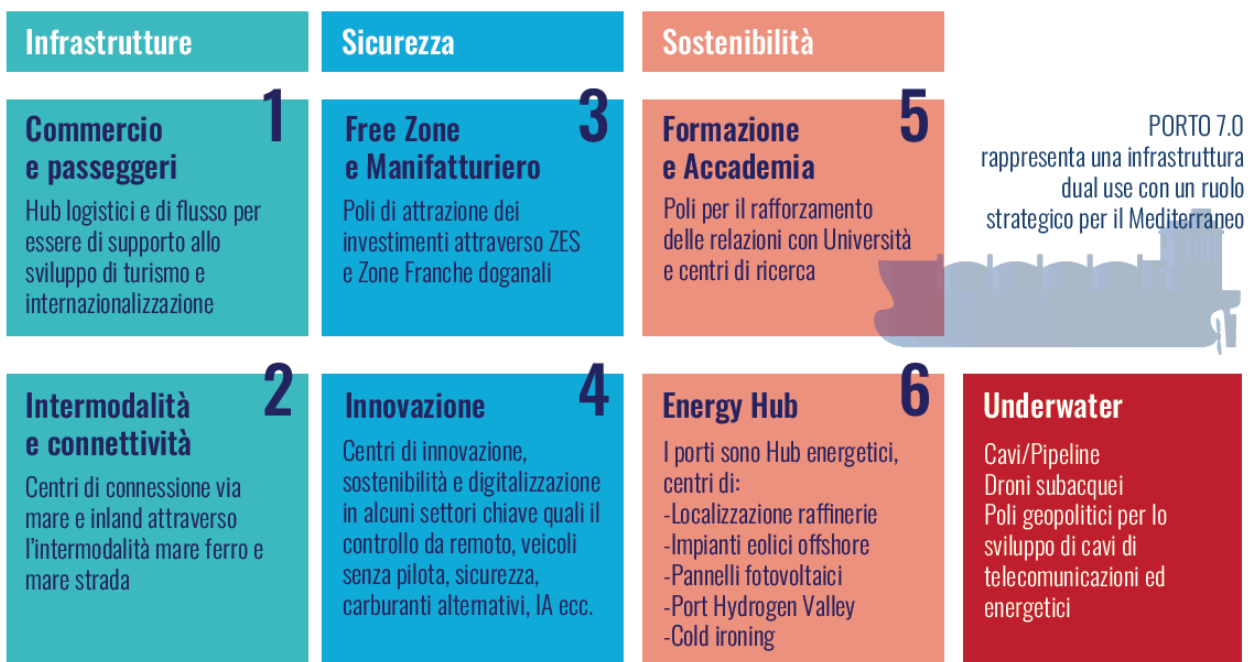 Infrastrutture
Sicurezza
Sostenibilità
1
Commercio
e passeggeri
Hub logistici e di flusso per
essere di supporto allo
sviluppo di turismo e
internazionalizzazione
3
Free Zone
e Manifatturiero
Poli di attrazione dei
investimenti attraverso ZES
e Zone Franche doganali
5
Formazione
e Accademia
Poli per il rafforzamento
delle relazioni con Università
e centri di ricerca
PORTO 7.0
rappresenta una infrastruttura
dual use con un ruolo
strategico per il Mediterraneo
2
Intermodalità
e connettività
Centri di connessione via
mare e inland attraverso
l'intermodalità mare ferro e
mare strada
4
Innovazione
Centri di innovazione,
sostenibilità e digitalizzazione
in alcuni settori chiave quali il
controllo da remoto, veicoli
senza pilota, sicurezza,
carburanti alternativi, IA ecc.
6
Energy Hub
I porti sono Hub energetici,
centri di:
-Localizzazione raffinerie
-Impianti eolici offshore
-Pannelli fotovoltaici
-Port Hydrogen Valley
-Cold ironing
Underwater
Cavi/Pipeline
Droni subacquei
Poli geopolitici per lo
sviluppo di cavi di
telecomunicazioni ed
energetici